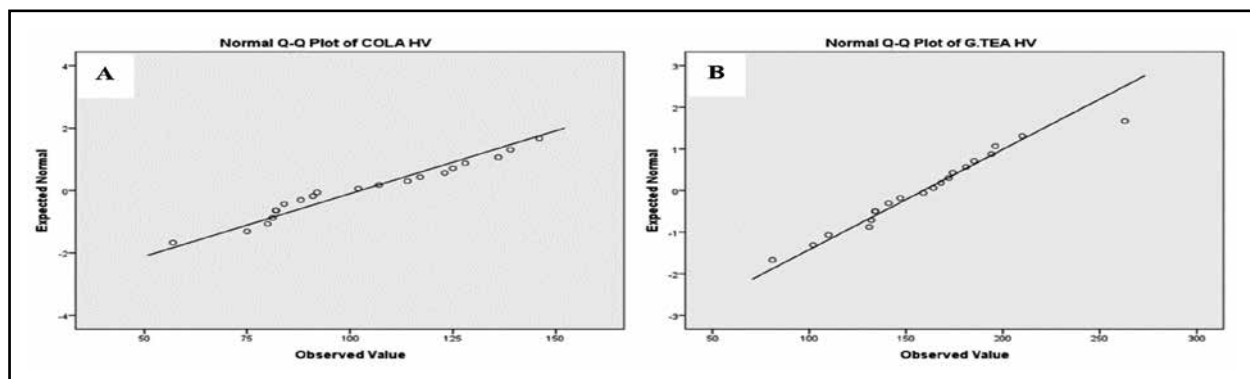 Normal Q-Q Plot of COLA HV
A
Expected Normal
4
2
0
-2
-4
50
75
100
125
150
Observed Value
Normal Q-Q Plot of G.TEA HV
B
Expected Normal
3
2
1
0
-1
-2
-3
50
100
150
200
250
300
Observed Value